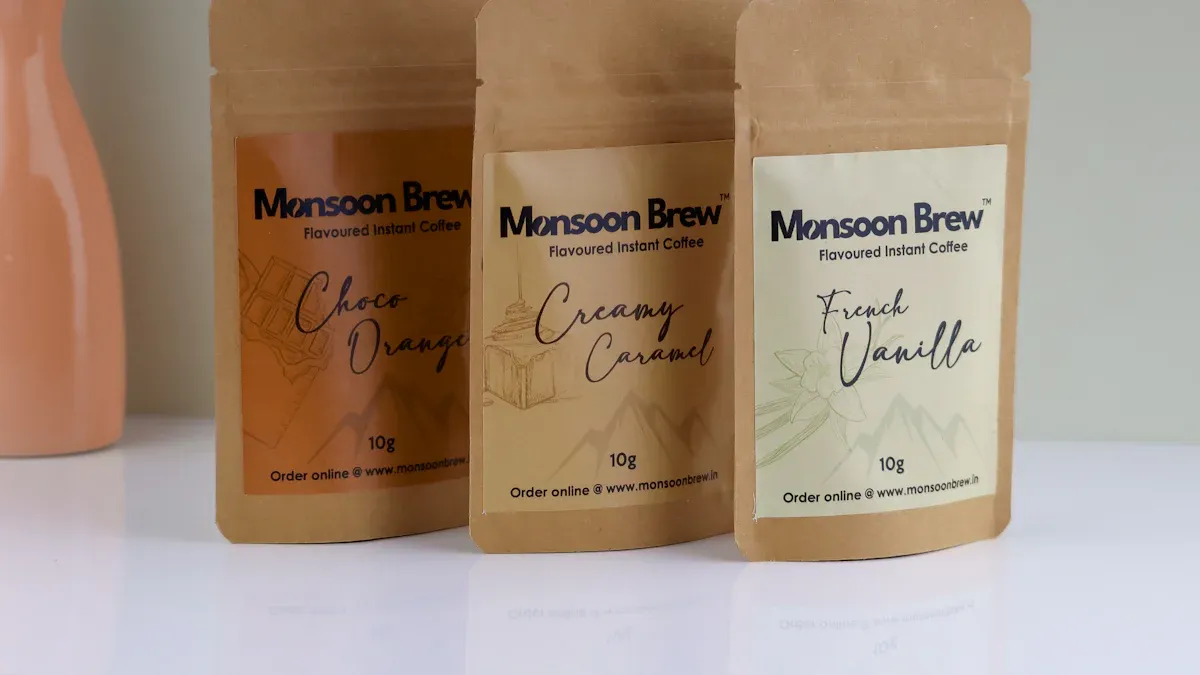 Monsoon Brew
Flavoured Instant Coffee
Choco
Orange
10g
Order online @ www.monsoonbrew.
Monsoon Brew™
Flavoured Instant Coffee
Creamy
Caramel
10g
Order online @ www.monsoonbrew.in
Monsoon Brew™
Flavoured Instant Coffee
French
Vanilla
10g
Order online @ www.monsoonbrew.in